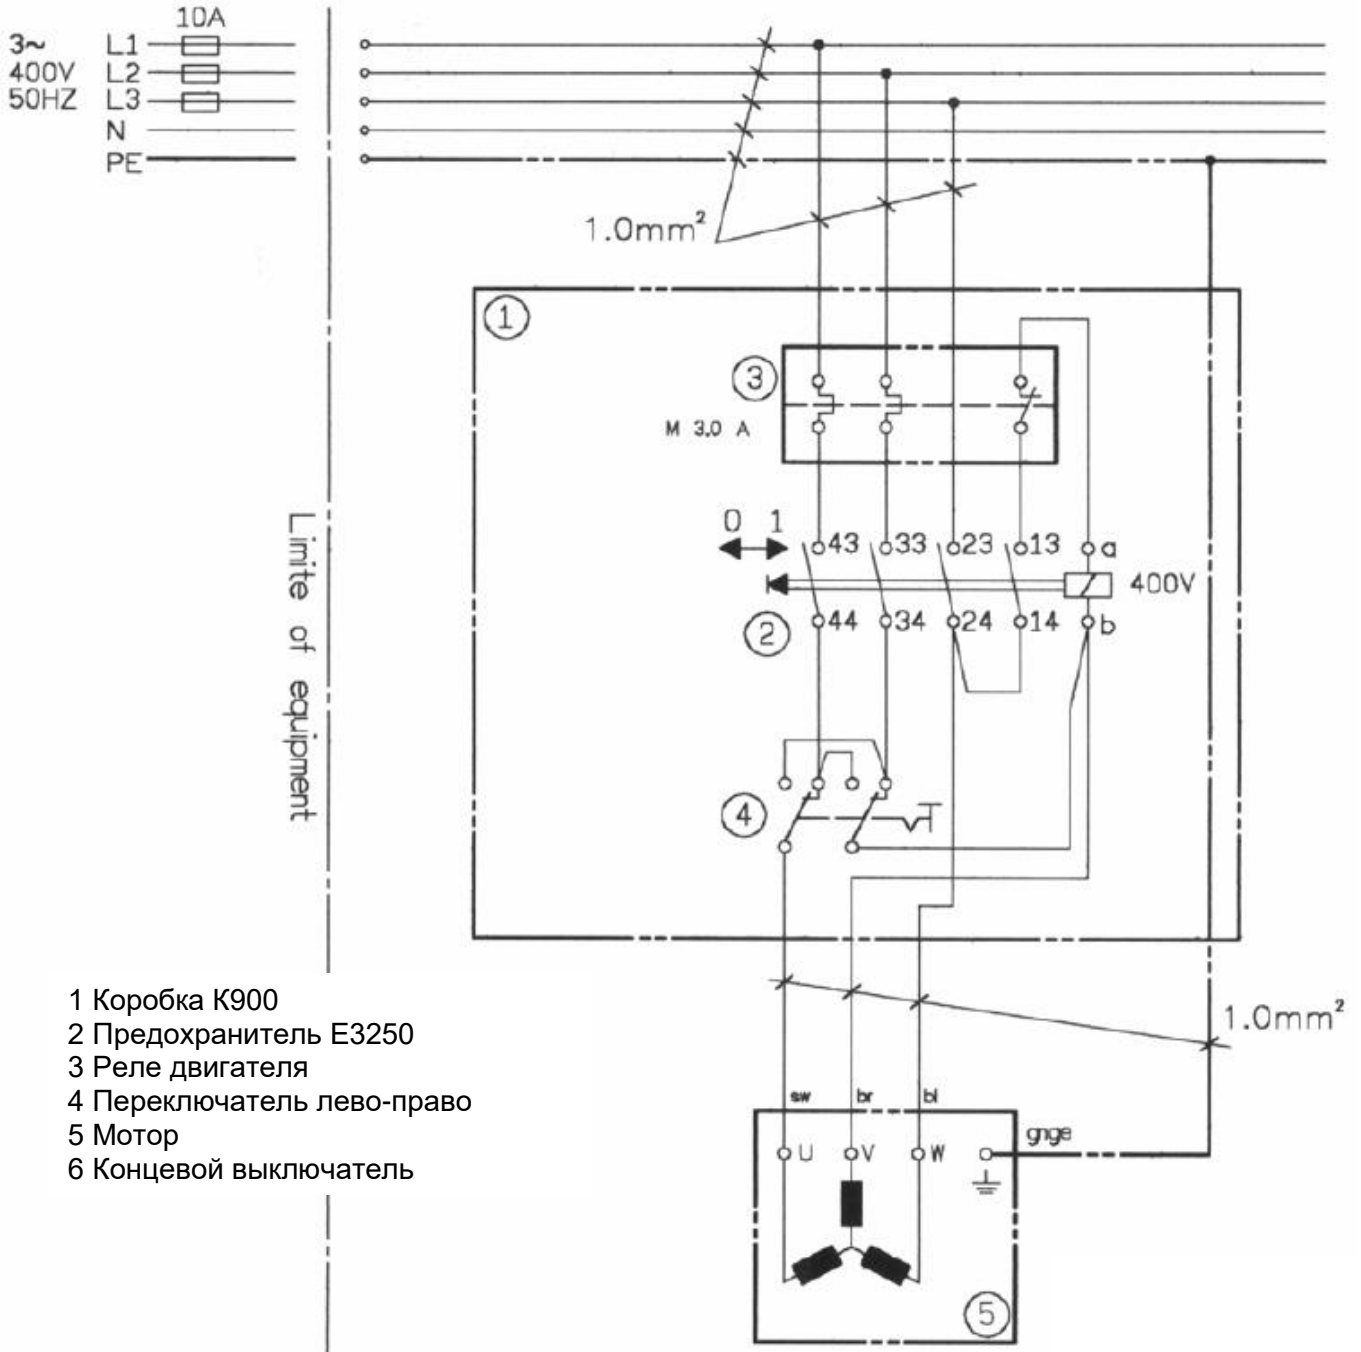 10A
3~ L1
400V L2
50HZ L3
N
PE
1.0mm²
1
3
M 3.0 A
0 1
43 33 23 13 a
400V
2
44 34 24 14 b
Limite of equipment
4
1 Коробка К900
2 Предохранитель Е3250
3 Реле двигателя
4 Переключатель лево-право
5 Мотор
6 Концевой выключатель
1.0mm²
sw br bl
gnge
U V W
5